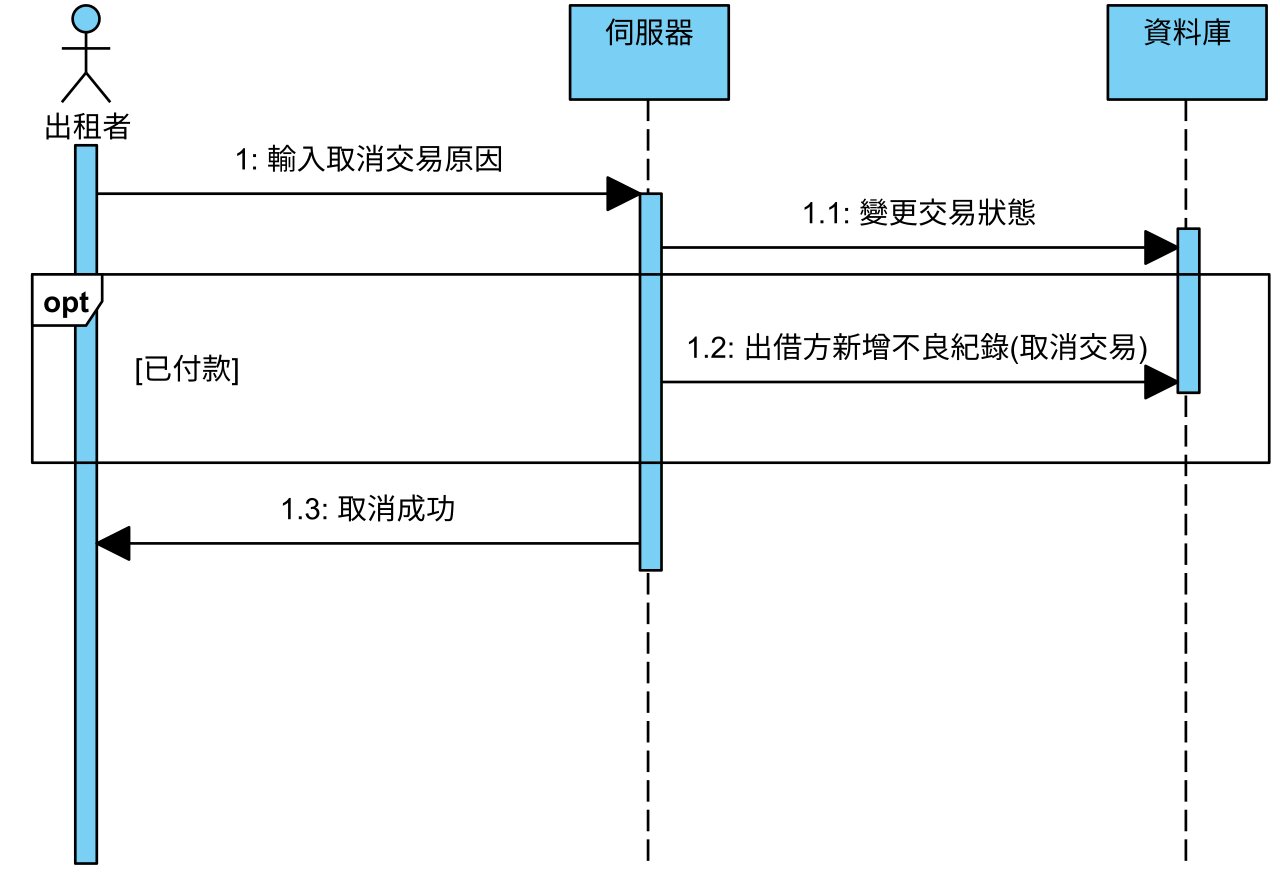 出租者
伺服器
資料庫
1: 輸入取消交易原因
1.1: 變更交易狀態
opt
[已付款]
1.2: 出借方新增不良紀錄(取消交易)
1.3: 取消成功